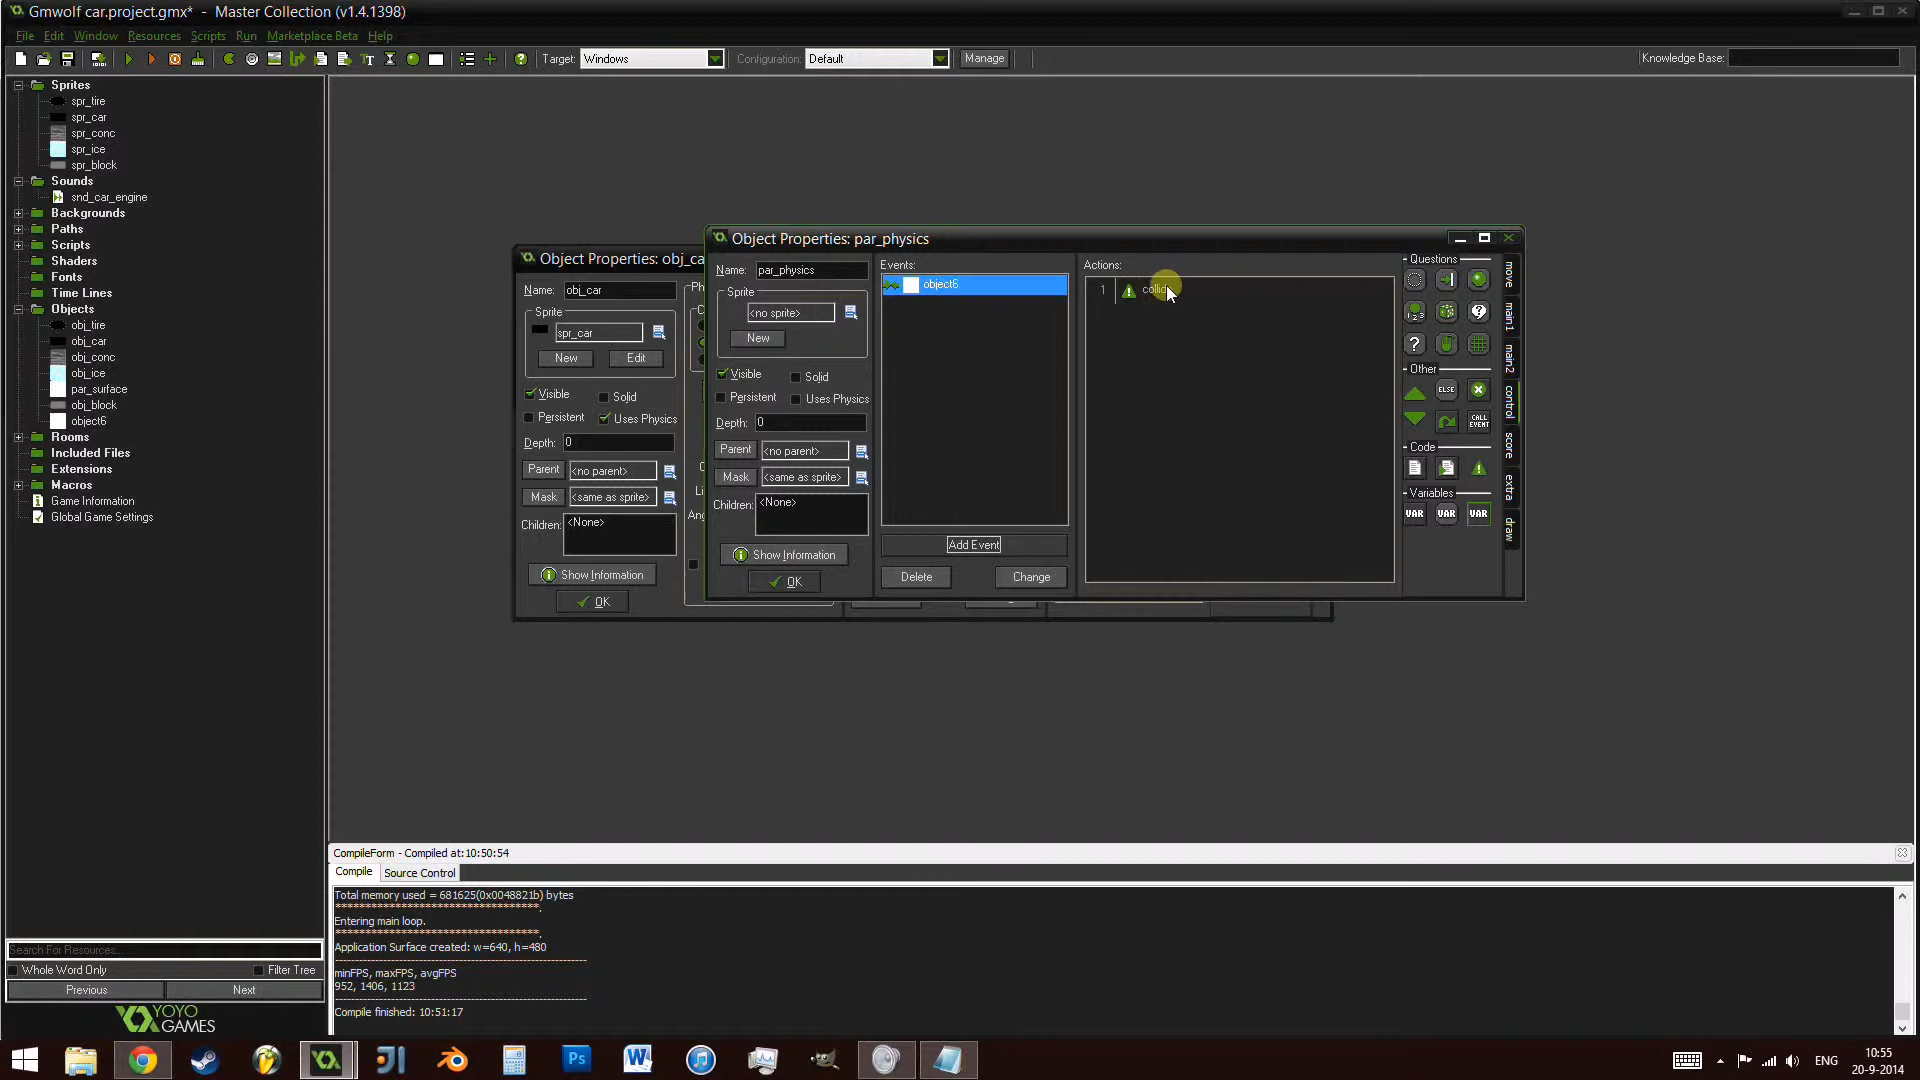 Gmwolf car.project.gmx* - Master Collection (v1.4.1398)
File Edit Window Resources Scripts Run Marketplace Beta Help
Target: Windows Configuration: Default Manage Knowledge Base:
Sprites
spr_tire
spr_car
spr_conc
spr_ice
spr_block
Sounds
snd_car_engine
Backgrounds
Paths
Scripts
Shaders
Fonts
Time Lines
Objects
obj_tire
obj_car
obj_conc
obj_ice
par_surface
obj_block
object6
Rooms
Included Files
Extensions
Macros
Game Information
Global Game Settings
Search For Resources...
Whole Word Only Filter Tree
Previous Next
YOYO
GAMES
Object Properties: obj_ca
Name: obj_car
Sprite
spr_car
New Edit
Visible Solid
Persistent Uses Physics
Depth: 0
Parent <no parent>
Mask <same as sprite>
Children: <None>
Show Information
OK
Object Properties: par_physics
Name: par_physics
Sprite
<no sprite>
New
Visible Solid
Persistent Uses Physics
Depth: 0
Parent <no parent>
Mask <same as sprite>
Children: <None>
Show Information
OK
Events:
object6
Add Event
Delete Change
Actions:
1
Questions
Other
ELSE
CALL EVENT
Code
Variables
VAR VAR VAR
move
main1
main2
control
score
extra
draw
CompileForm - Compiled at:10:50:54
Compile Source Control
Total memory used = 681625(0x0048821b) bytes
Entering main loop.
Application Surface created: w=640, h=480
minFPS, maxFPS, avgFPS
952, 1406, 1123
Compile finished: 10:51:17
Ps
ENG
10:55
20-9-2014